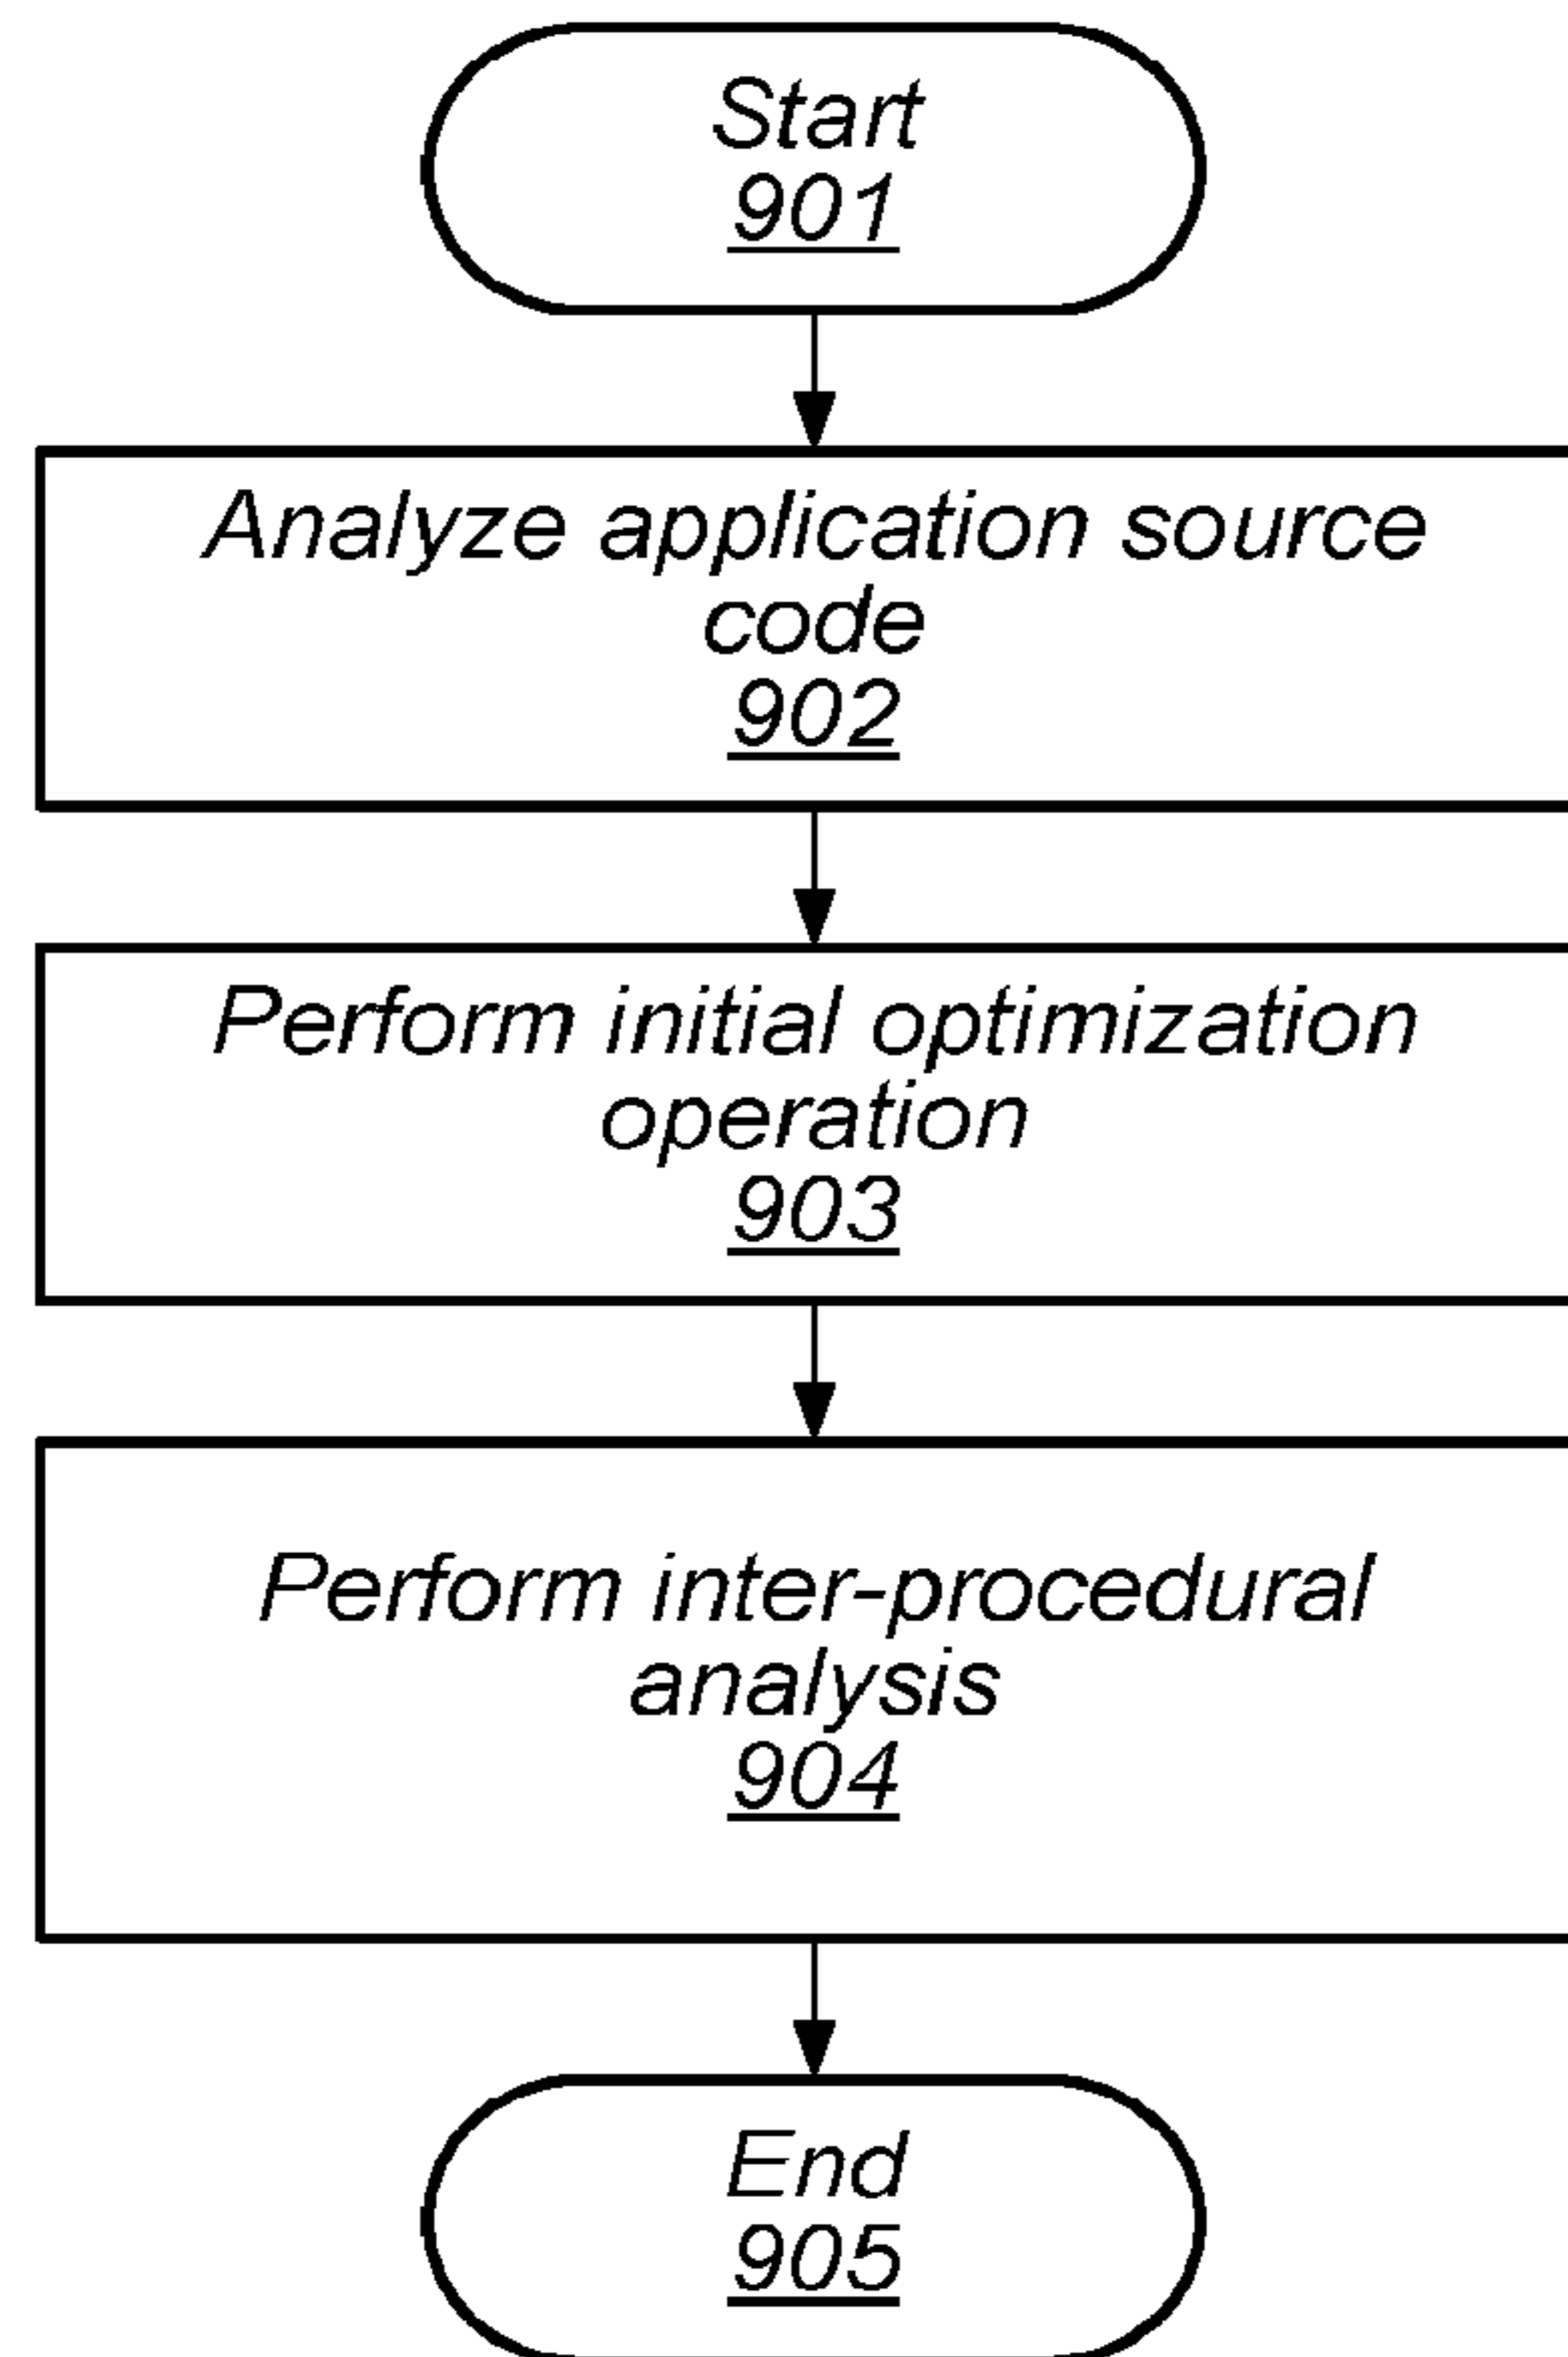 Start
901
Analyze application source
code
902
Perform initial optimization
operation
903
Perform inter-procedural
analysis
904
End
905